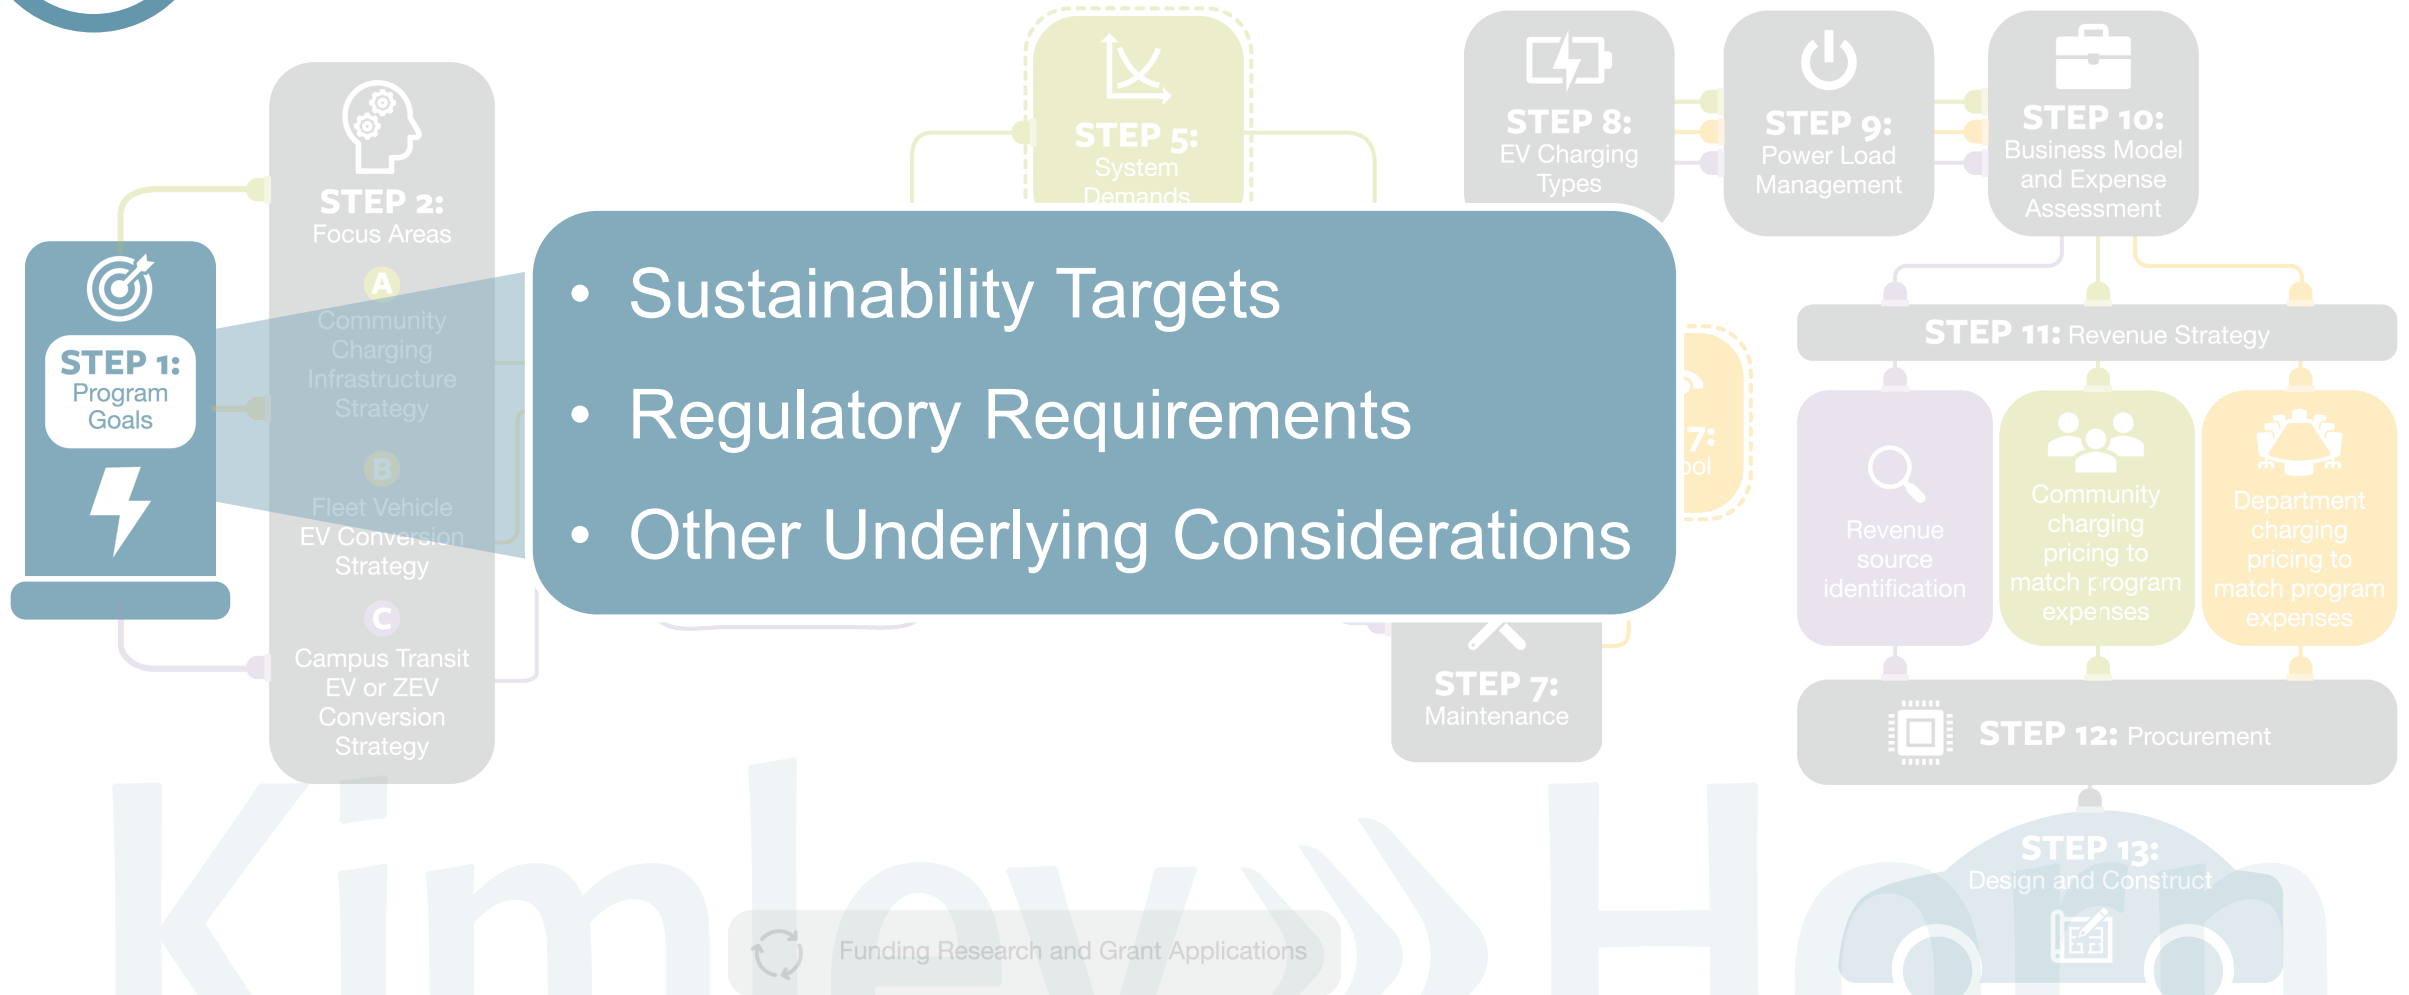 STEP 1:
Program
Goals
STEP 2:
Focus Areas
A
Community
Charging
Infrastructure
Strategy
B
Fleet Vehicle
EV Conversion
Strategy
C
Campus Transit
EV or ZEV
Conversion
Strategy
STEP 5:
System
Demands
• Sustainability Targets
• Regulatory Requirements
• Other Underlying Considerations
7:
ool
STEP 7:
Maintenance
STEP 8:
EV Charging
Types
STEP 9:
Power Load
Management
STEP 10:
Business Model
and Expense
Assessment
STEP 11: Revenue Strategy
Revenue
source
identification
Community
charging
pricing to
match program
expenses
Department
charging
pricing to
match program
expenses
STEP 12: Procurement
STEP 13:
Design and Construct
Funding Research and Grant Applications
Kimley»Horn